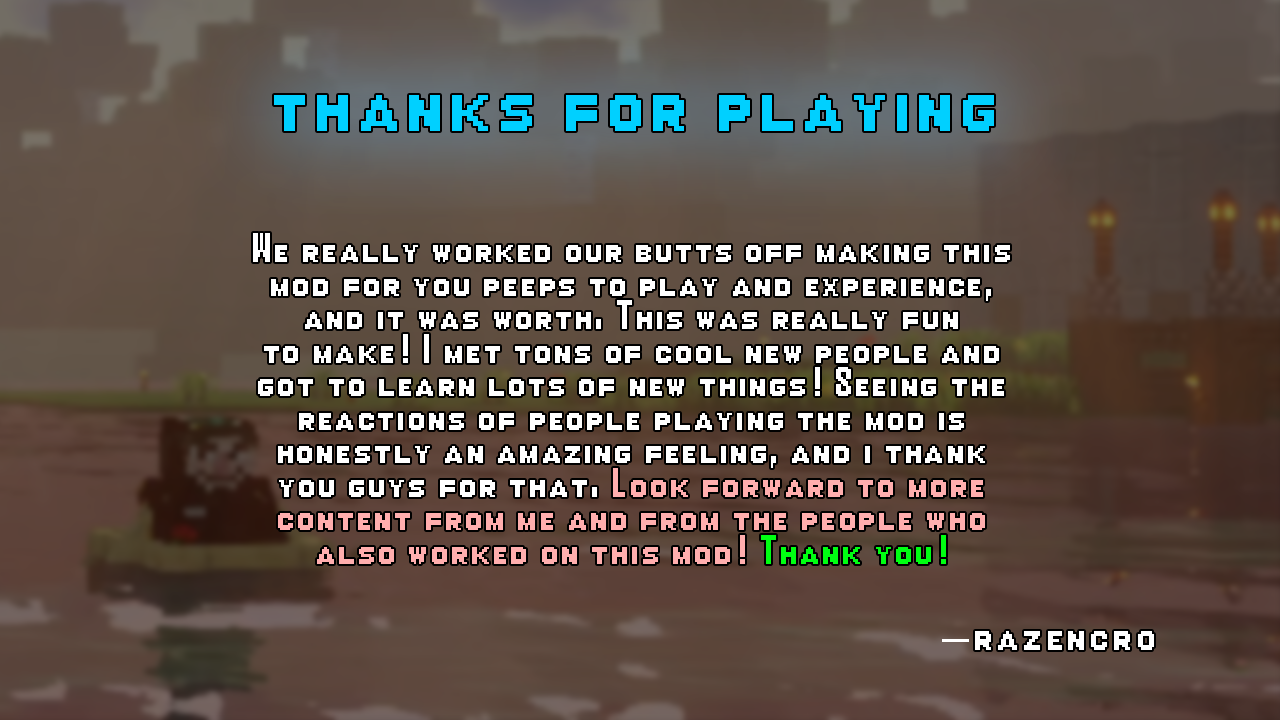 THANKS FOR PLAYING
We really worked our butts off making this
mod for you peeps to play and experience,
and it was worth. This was really fun
to make! I met tons of cool new people and
got to learn lots of new things! Seeing the
reactions of people playing the mod is
honestly an amazing feeling, and i thank
you guys for that. Look forward to more
content from me and from the people who
also worked on this mod! Thank you!
—RAZENCRO